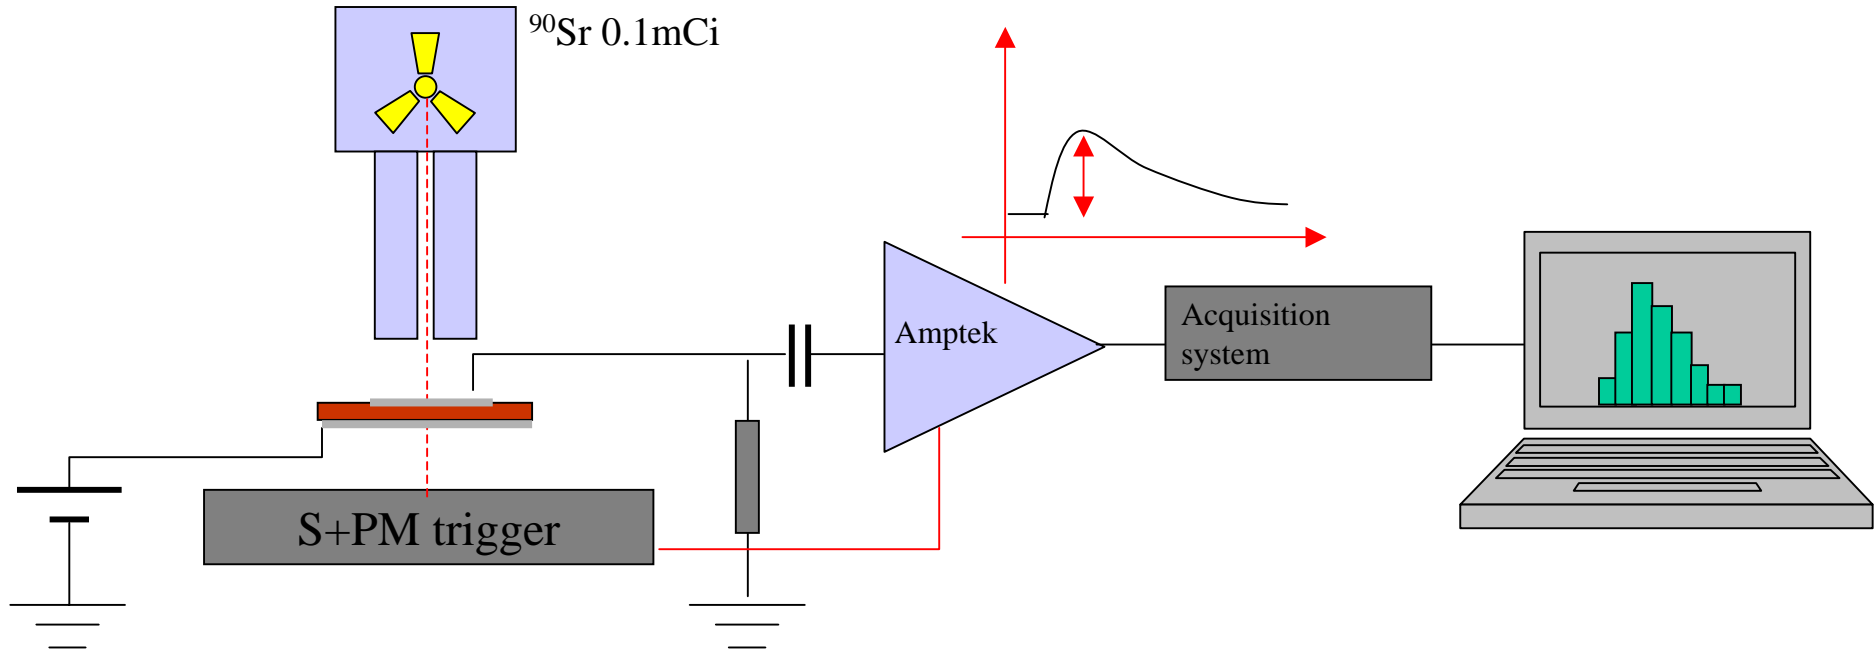 ⁹⁰Sr 0.1mCi
Amptek
Acquisition
system
S+PM trigger